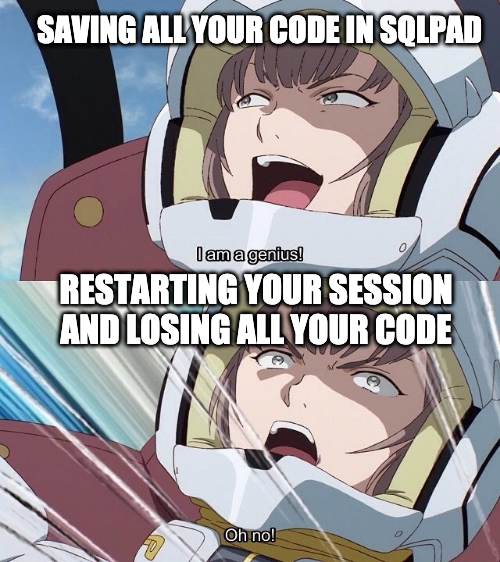 SAVING ALL YOUR CODE IN SQLPAD
I am a genius!
RESTARTING YOUR SESSION
AND LOSING ALL YOUR CODE
Oh no!